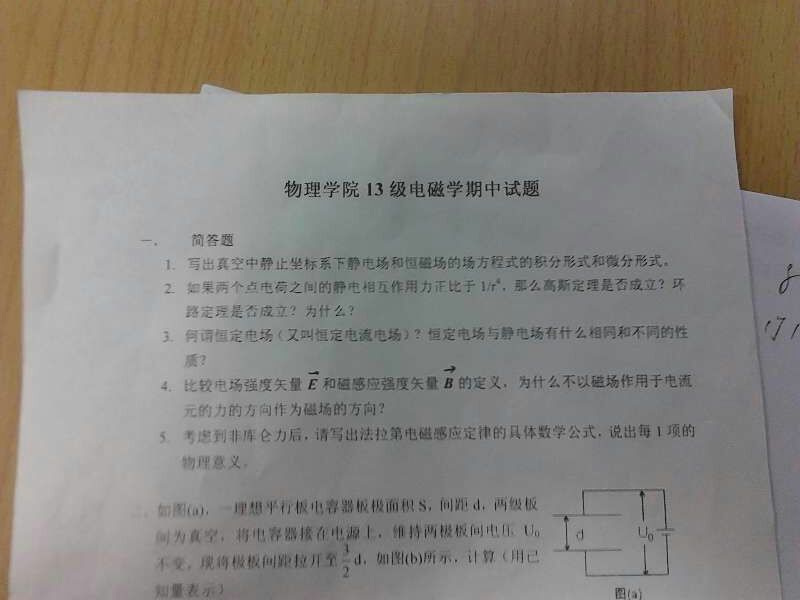 物理学院 13 级电磁学期中试题
一、 简答题
1. 写出真空中静止坐标系下静电场和恒磁场的场方程式的积分形式和微分形式。
2. 如果两个点电荷之间的静电相互作用力正比于 1/r⁴，那么高斯定理是否成立？环
路定理是否成立？为什么？
3. 何谓恒定电场（又叫恒定电流电场）？恒定电场与静电场有什么相同和不同的性
质？
4. 比较电场强度矢量 E 和磁感应强度矢量 B 的定义，为什么不以磁场作用于电流
元的力的方向作为磁场的方向？
5. 考虑到非库仑力后，请写出法拉第电磁感应定律的具体数学公式，说出每 1 项的
物理意义。
二、如图(a)，一理想平行板电容器板极面积 S，间距 d，两级板
间为真空，将电容器接在电源上，维持两极板间电压 U₀
不变，现将极板间距拉开至 3/2 d，如图(b)所示，计算（用已
知量表示）
d
U₀
图(a)